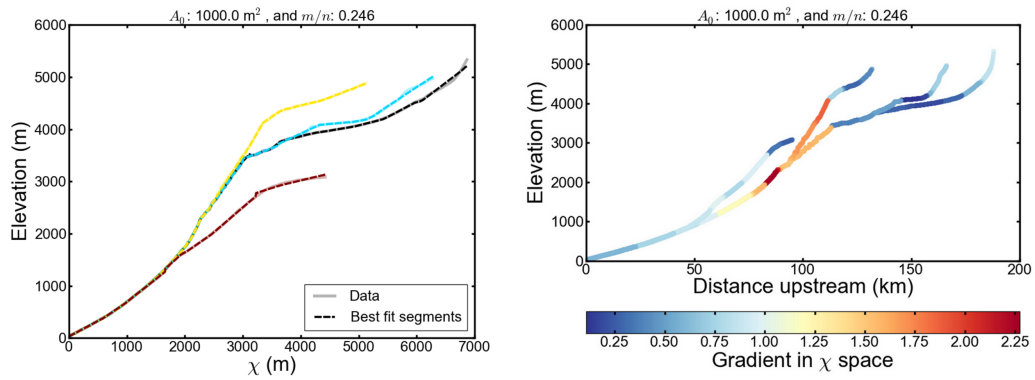 A₀: 1000.0 m² , and m/n: 0.246
6000
5000
4000
3000
2000
1000
0
Elevation (m)
0 1000 2000 3000 4000 5000 6000 7000
χ (m)
Data
Best fit segments
A₀: 1000.0 m² , and m/n: 0.246
6000
5000
4000
3000
2000
1000
0
Elevation (m)
0 50 100 150 200
Distance upstream (km)
0.25 0.50 0.75 1.00 1.25 1.50 1.75 2.00 2.25
Gradient in χ space